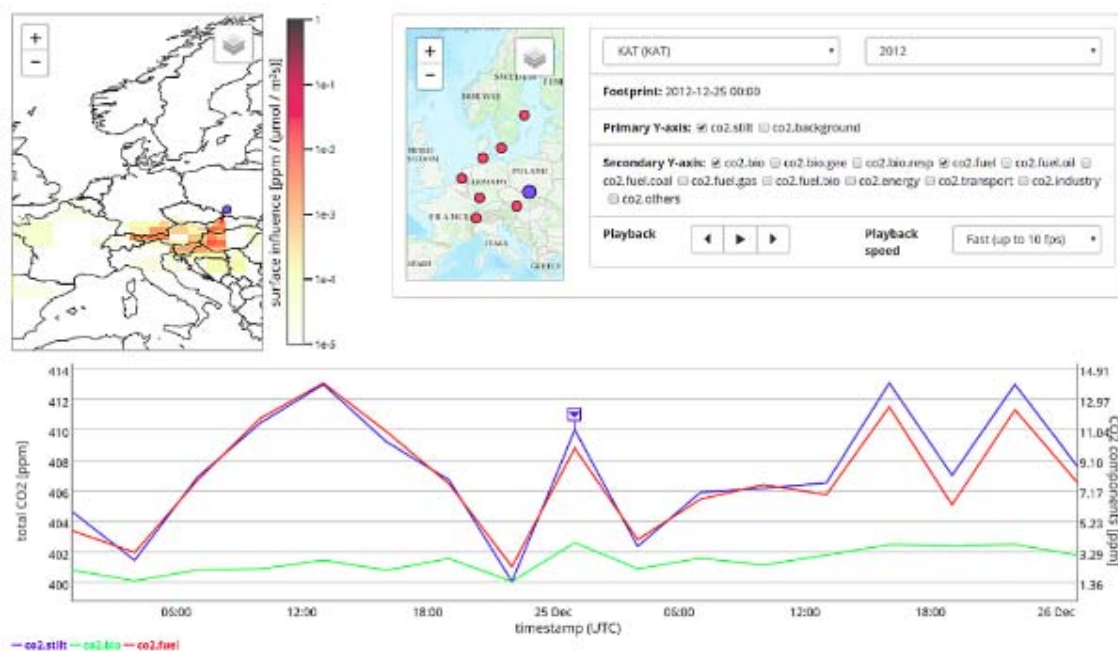 +
−
1
1e-1
1e-2
1e-3
1e-4
1e-5
surface influence [ppm / (μmol / m²s)]
+
−
NORWAY
GERMANY
POLAND
FRANCE
ITALY
SPAIN
GREECE
KAT (KAT)
2012
Footprint: 2012-12-25 00:00
Primary Y-axis: co2.stilt co2.background
Secondary Y-axis: co2.bio co2.bio.gee co2.bio.resp co2.fuel co2.fuel.oil
co2.fuel.coal co2.fuel.gas co2.fuel.bio co2.energy co2.transport co2.industry
co2.others
Playback
Playback speed
Fast (up to 10 fps)
414
412
410
408
406
404
402
400
total CO2 [ppm]
14.91
12.97
11.04
9.10
7.17
5.23
3.29
1.36
CO2 components [ppm]
06:00 12:00 18:00 25 Dec 06:00 12:00 18:00 26 Dec
timestamp (UTC)
co2.stilt co2.bio co2.fuel